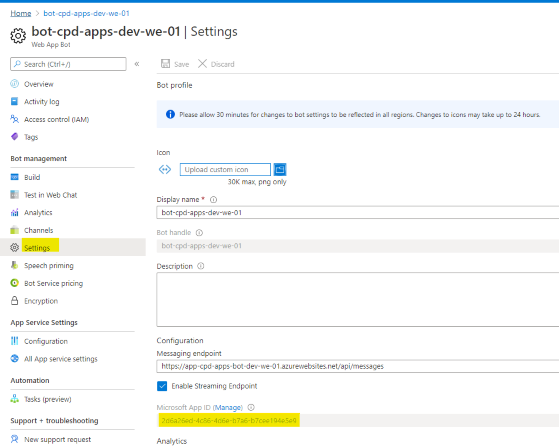 Home > bot-cpd-apps-dev-we-01
bot-cpd-apps-dev-we-01 | Settings
Web App Bot
Search (Ctrl+/)
«
Overview
Activity log
Access control (IAM)
Tags
Bot management
Build
Test in Web Chat
Analytics
Channels
Settings
Speech priming
Bot Service pricing
Encryption
App Service Settings
Configuration
All App service settings
Automation
Tasks (preview)
Support + troubleshooting
New support request
Save Discard
Bot profile
Please allow 30 minutes for changes to bot settings to be reflected in all regions. Changes to icons may take up to 24 hours.
Icon
Upload custom icon
30K max, png only
Display name *
bot-cpd-apps-dev-we-01
Bot handle
bot-cpd-apps-dev-we-01
Description
Configuration
Messaging endpoint
https://app-cpd-apps-bot-dev-we-01.azurewebsites.net/api/messages
Enable Streaming Endpoint
Microsoft App ID (Manage)
Analytics